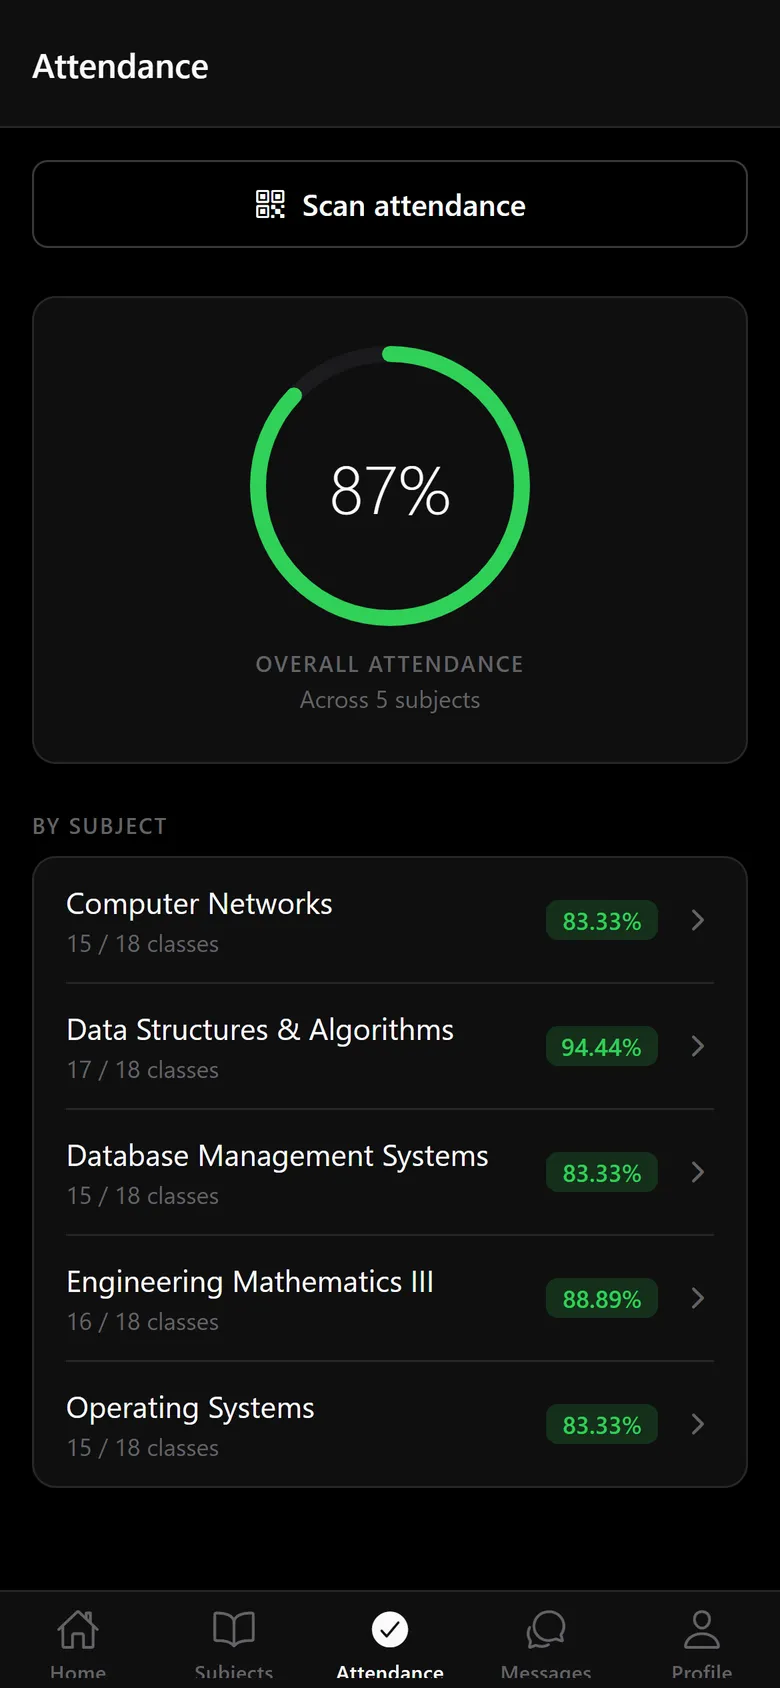 Attendance
Scan attendance
87%
OVERALL ATTENDANCE
Across 5 subjects
BY SUBJECT
Computer Networks
15 / 18 classes
83.33%
Data Structures & Algorithms
17 / 18 classes
94.44%
Database Management Systems
15 / 18 classes
83.33%
Engineering Mathematics III
16 / 18 classes
88.89%
Operating Systems
15 / 18 classes
83.33%
Home Subjects Attendance Messages Profile